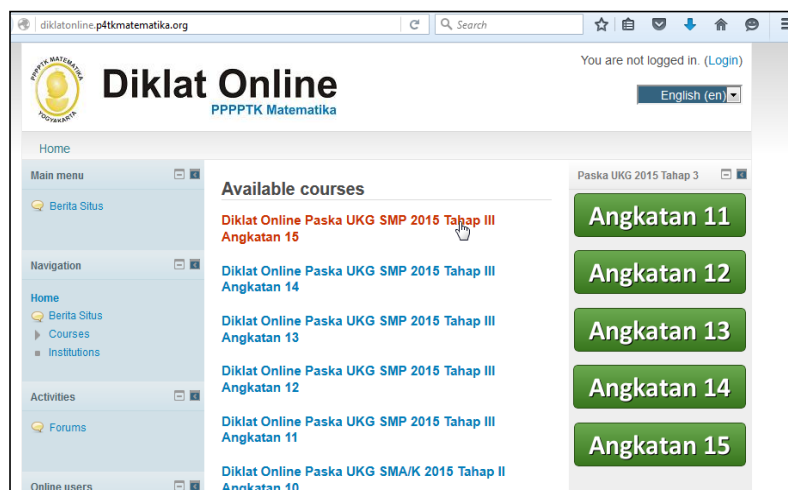 diklatonline.p4tkmatematika.org
Search
You are not logged in. (Login)
PPPPTK MATEMATIKA
YOGYAKARTA
Diklat Online
PPPPTK Matematika
English (en)
Home
Main menu
Berita Situs
Navigation
Home
Berita Situs
Courses
Institutions
Activities
Forums
Online users
Available courses
Diklat Online Paska UKG SMP 2015 Tahap III
Angkatan 15
Diklat Online Paska UKG SMP 2015 Tahap III
Angkatan 14
Diklat Online Paska UKG SMP 2015 Tahap III
Angkatan 13
Diklat Online Paska UKG SMP 2015 Tahap III
Angkatan 12
Diklat Online Paska UKG SMP 2015 Tahap III
Angkatan 11
Diklat Online Paska UKG SMA/K 2015 Tahap II
Angkatan 10
Paska UKG 2015 Tahap 3
Angkatan 11
Angkatan 12
Angkatan 13
Angkatan 14
Angkatan 15